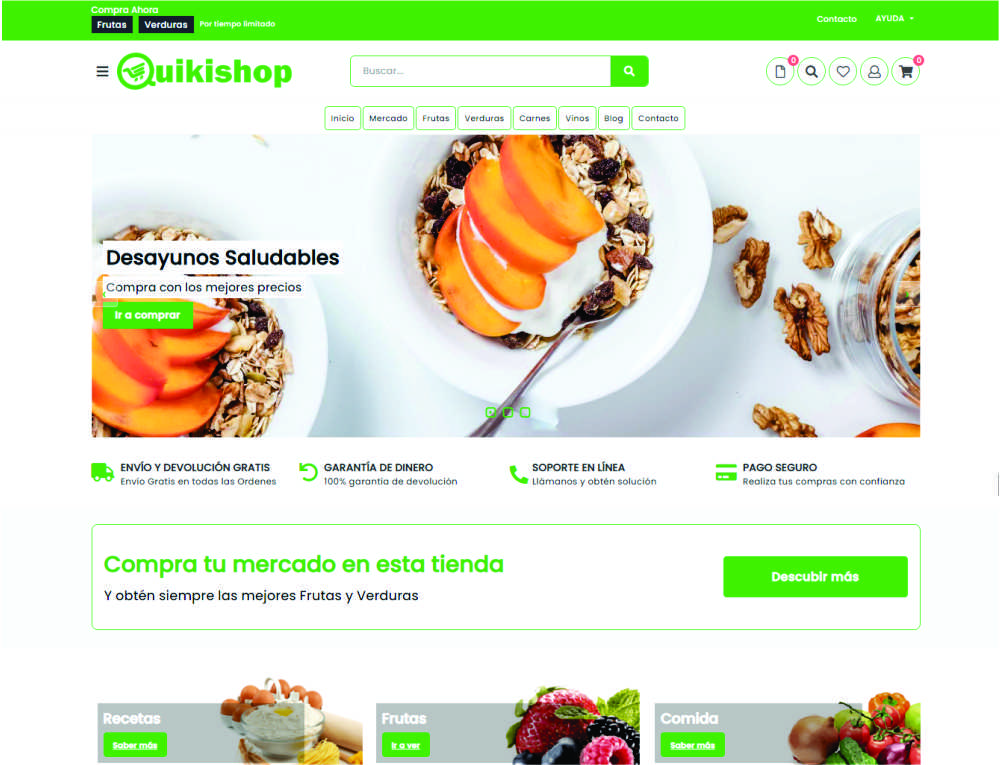 Compra Ahora
Frutas Verduras Por tiempo limitado
Contacto AYUDA
Quikishop
Buscar...
0
0
Inicio Mercado Frutas Verduras Carnes Vinos Blog Contacto
Desayunos Saludables
Compra con los mejores precios
Ir a comprar
ENVÍO Y DEVOLUCIÓN GRATIS
Envío Gratis en todas las Ordenes
GARANTÍA DE DINERO
100% garantía de devolución
SOPORTE EN LÍNEA
Llámanos y obtén solución
PAGO SEGURO
Realiza tus compras con confianza
Compra tu mercado en esta tienda
Y obtén siempre las mejores Frutas y Verduras
Descubir más
Recetas
Saber más
Frutas
Ir a ver
Comida
Saber más